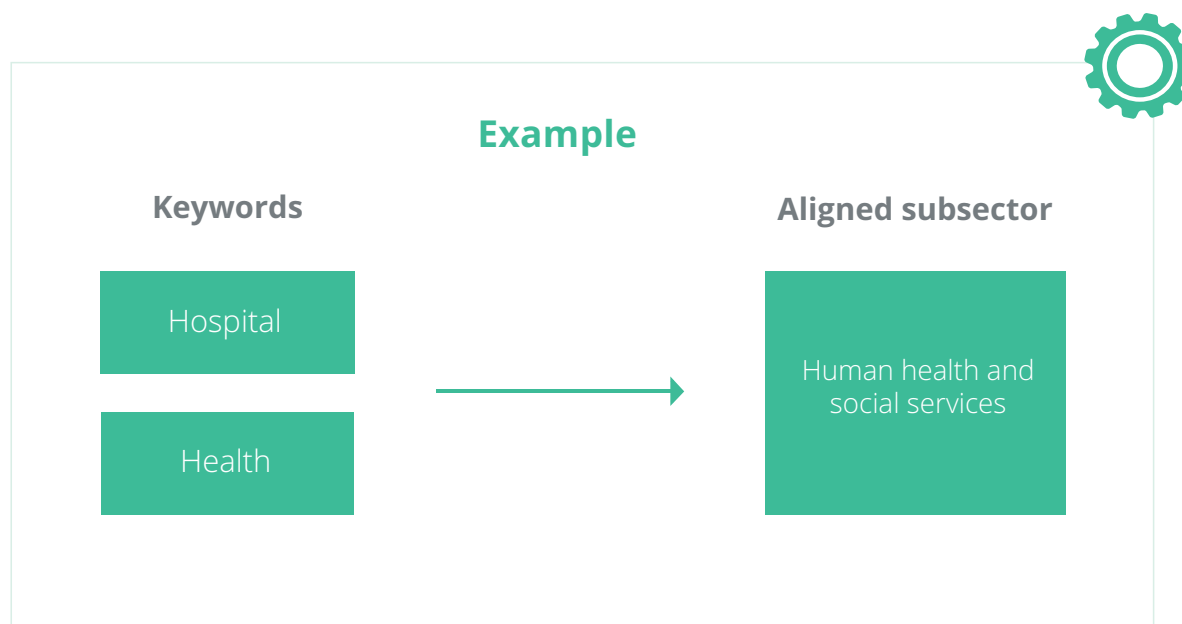 Example
Keywords
Aligned subsector
Hospital
Health
Human health and
social services